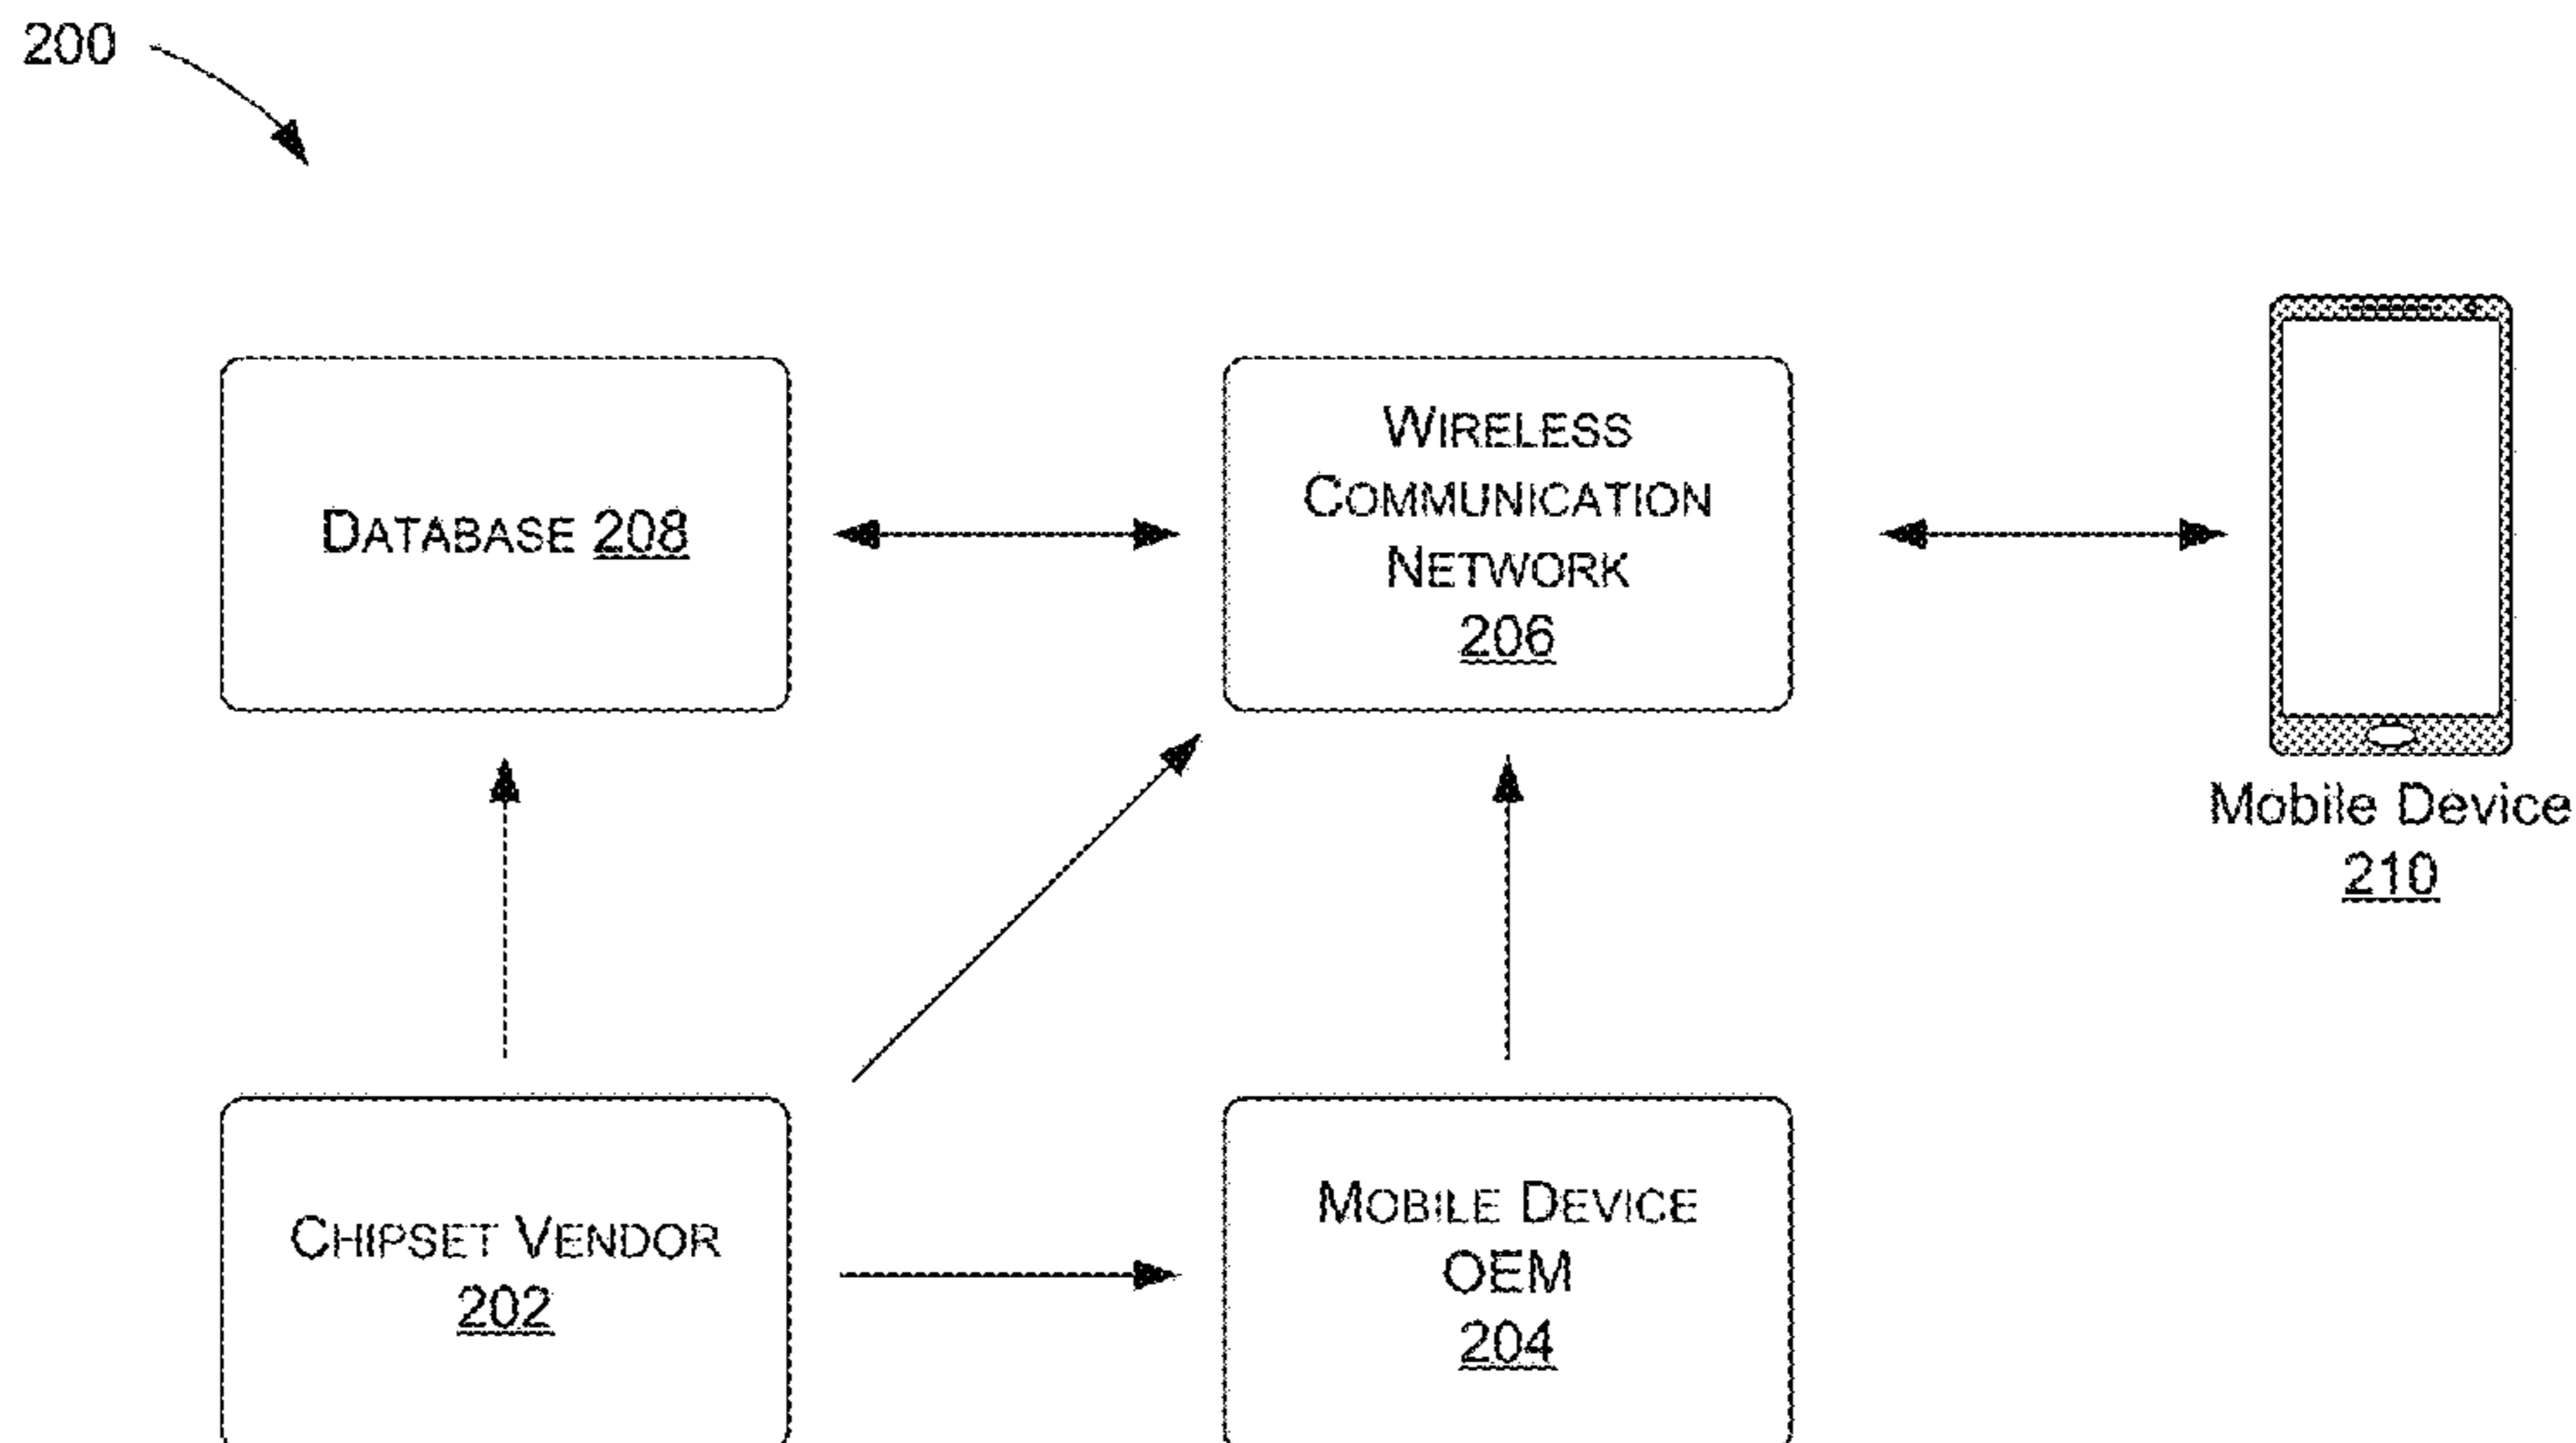 200
DATABASE 208
WIRELESS
COMMUNICATION
NETWORK
206
Mobile Device
210
CHIPSET VENDOR
202
MOBILE DEVICE
OEM
204